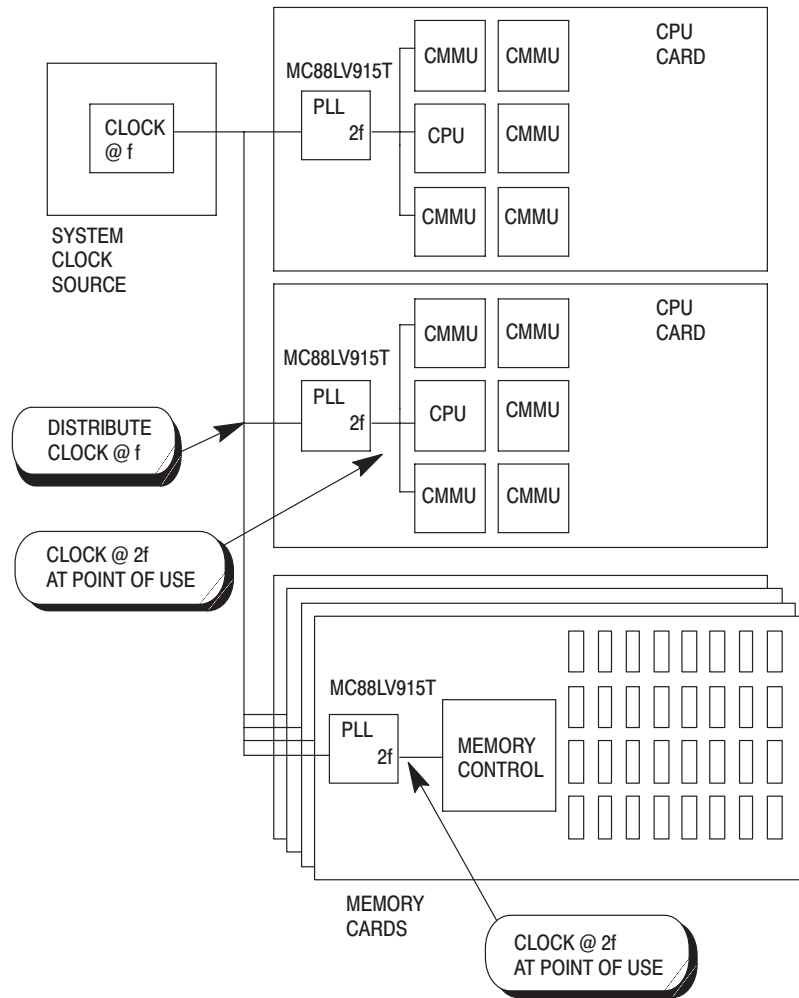 CPU
CARD
CMMU
CMMU
MC88LV915T
PLL
2f
CLOCK
@ f
CPU
CMMU
CMMU
CMMU
SYSTEM
CLOCK
SOURCE
CPU
CARD
CMMU
CMMU
MC88LV915T
PLL
2f
CPU
CMMU
CMMU
CMMU
DISTRIBUTE
CLOCK @ f
CLOCK @ 2f
AT POINT OF USE
MC88LV915T
PLL
2f
MEMORY
CONTROL
MEMORY
CARDS
CLOCK @ 2f
AT POINT OF USE